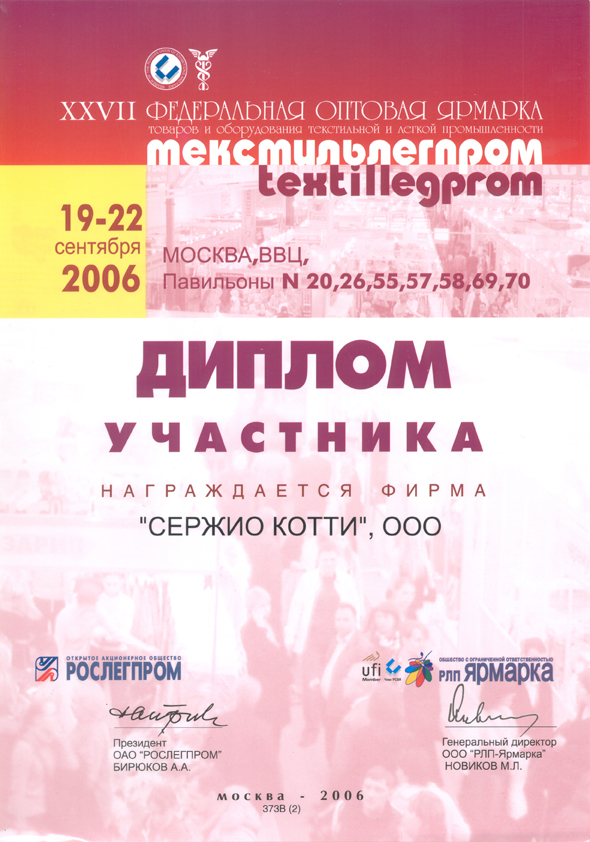 XXVII ФЕДЕРАЛЬНАЯ ОПТОВАЯ ЯРМАРКА
товаров и оборудования текстильной и легкой промышленности
текстильлегпром
textillegprom
19-22
сентября
2006
МОСКВА,ВВЦ,
Павильоны N 20,26,55,57,58,69,70
ДИПЛОМ
УЧАСТНИКА
НАГРАЖДАЕТСЯ ФИРМА
"СЕРЖИО КОТТИ", ООО
ОТКРЫТОЕ АКЦИОНЕРНОЕ ОБЩЕСТВО
РОСЛЕГПРОМ
ufi
Member
Член РСЯВ
ОБЩЕСТВО С ОГРАНИЧЕННОЙ ОТВЕТСТВЕННОСТЬЮ
РЛП Ярмарка
Президент
ОАО "РОСЛЕГПРОМ"
БИРЮКОВ А.А.
Генеральный директор
ООО "РЛП-Ярмарка"
НОВИКОВ М.Л.
москва - 2006
373В (2)